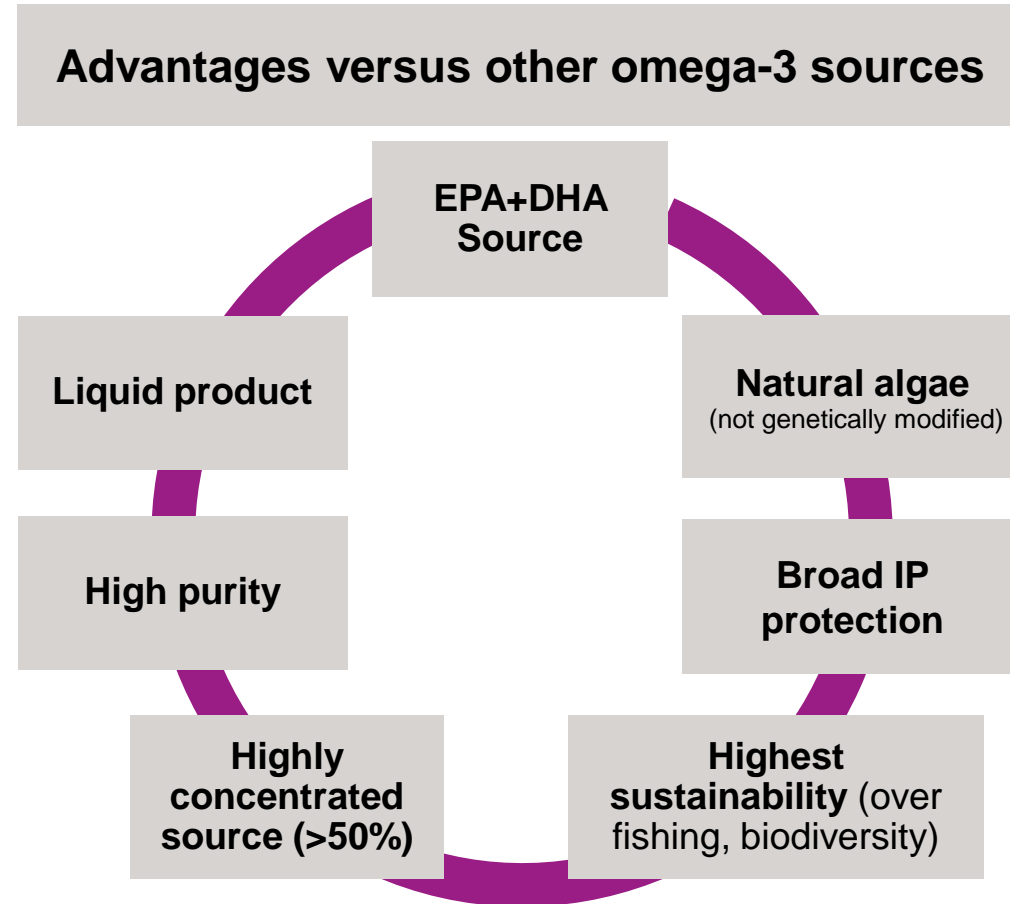 Advantages versus other omega-3 sources
EPA+DHA
Source
Natural algae
(not genetically modified)
Broad IP
protection
Highest
sustainability (over
fishing, biodiversity)
Highly
concentrated
source (>50%)
High purity
Liquid product